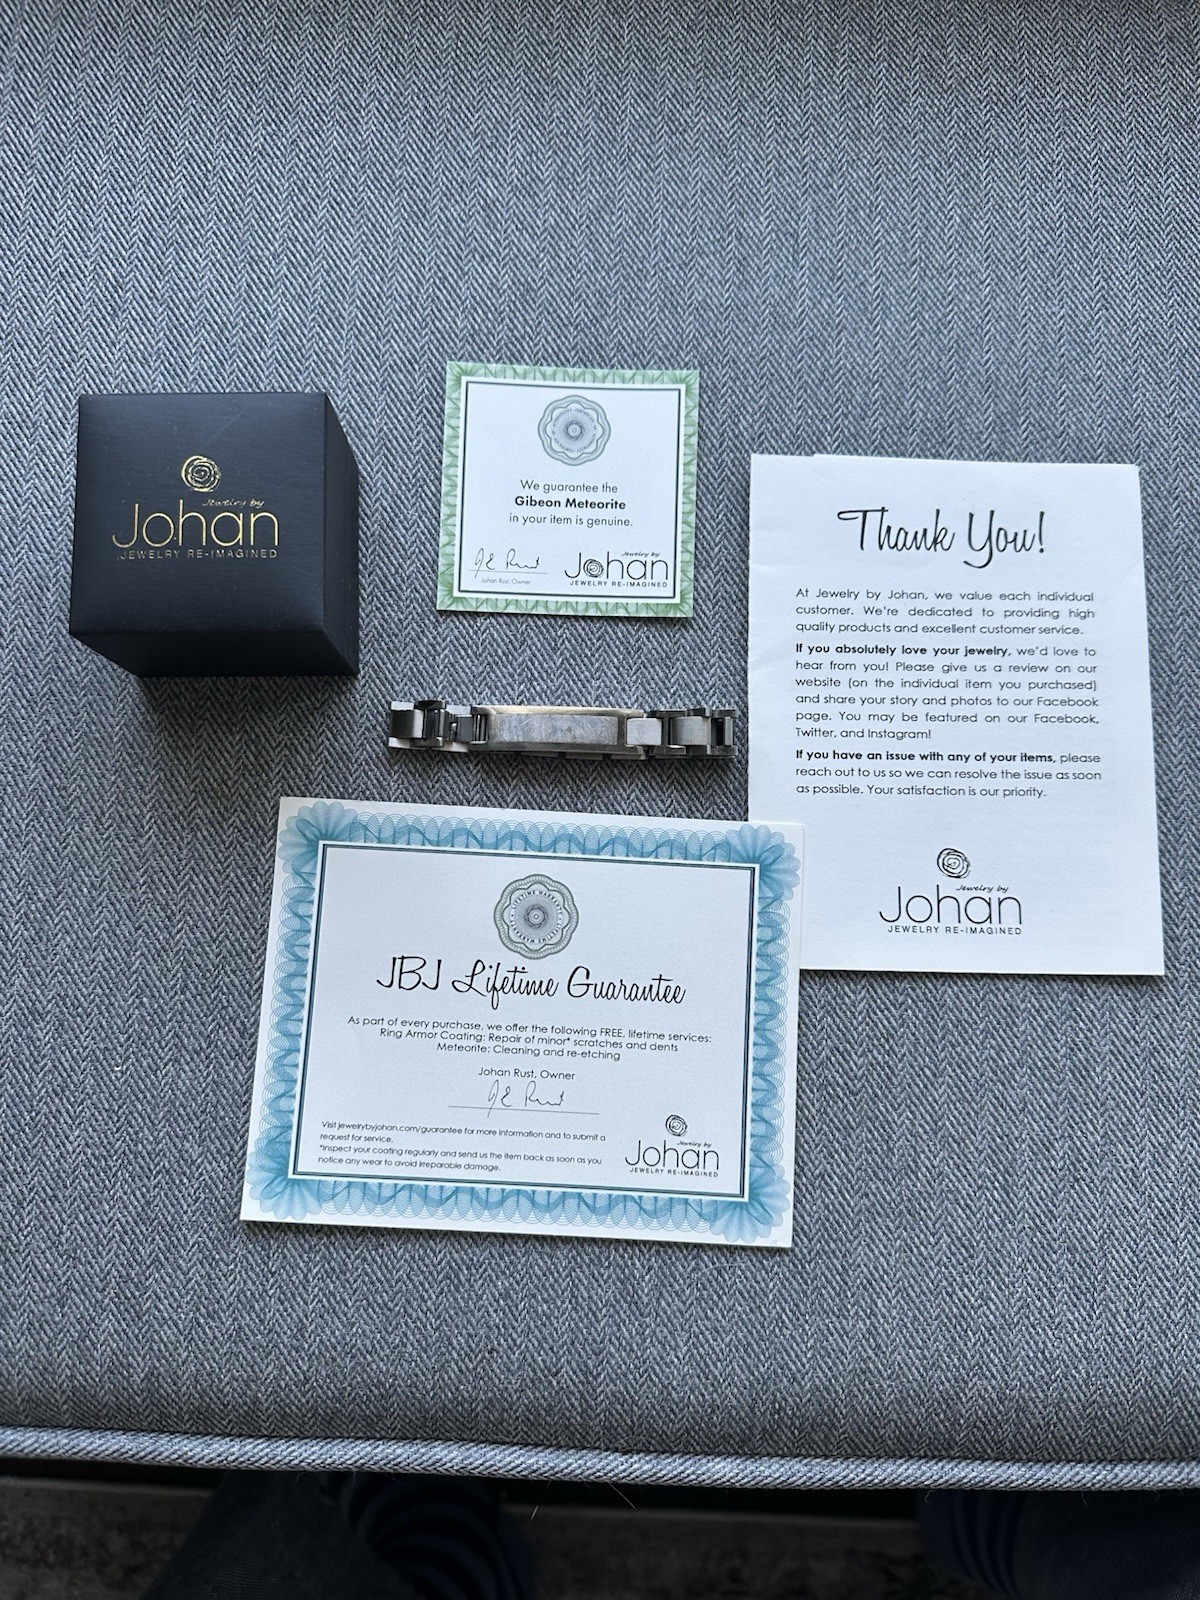 Jewelry by
Johan
JEWELRY RE-IMAGINED
We guarantee the
Gibeon Meteorite
in your item is genuine.
Johan Rust, Owner
Jewelry by
Johan
JEWELRY RE-IMAGINED
Thank You!
At Jewelry by Johan, we value each individual
customer. We're dedicated to providing high
quality products and excellent customer service.
If you absolutely love your jewelry, we'd love to
hear from you! Please give us a review on our
website (on the individual item you purchased)
and share your story and photos to our Facebook
page. You may be featured on our Facebook,
Twitter, and Instagram!
If you have an issue with any of your items, please
reach out to us so we can resolve the issue as soon
as possible. Your satisfaction is our priority.
Jewelry by
Johan
JEWELRY RE-IMAGINED
LIFETIME WARRANTY
LIFETIME WARRANTY
JBJ Lifetime Guarantee
As part of every purchase, we offer the following FREE, lifetime services:
Ring Armor Coating: Repair of minor* scratches and dents
Meteorite: Cleaning and re-etching
Johan Rust, Owner
Visit jewelrybyjohan.com/guarantee for more information and to submit a
request for service.
*Inspect your coating regularly and send us the item back as soon as you
notice any wear to avoid irreparable damage.
Jewelry by
Johan
JEWELRY RE-IMAGINED